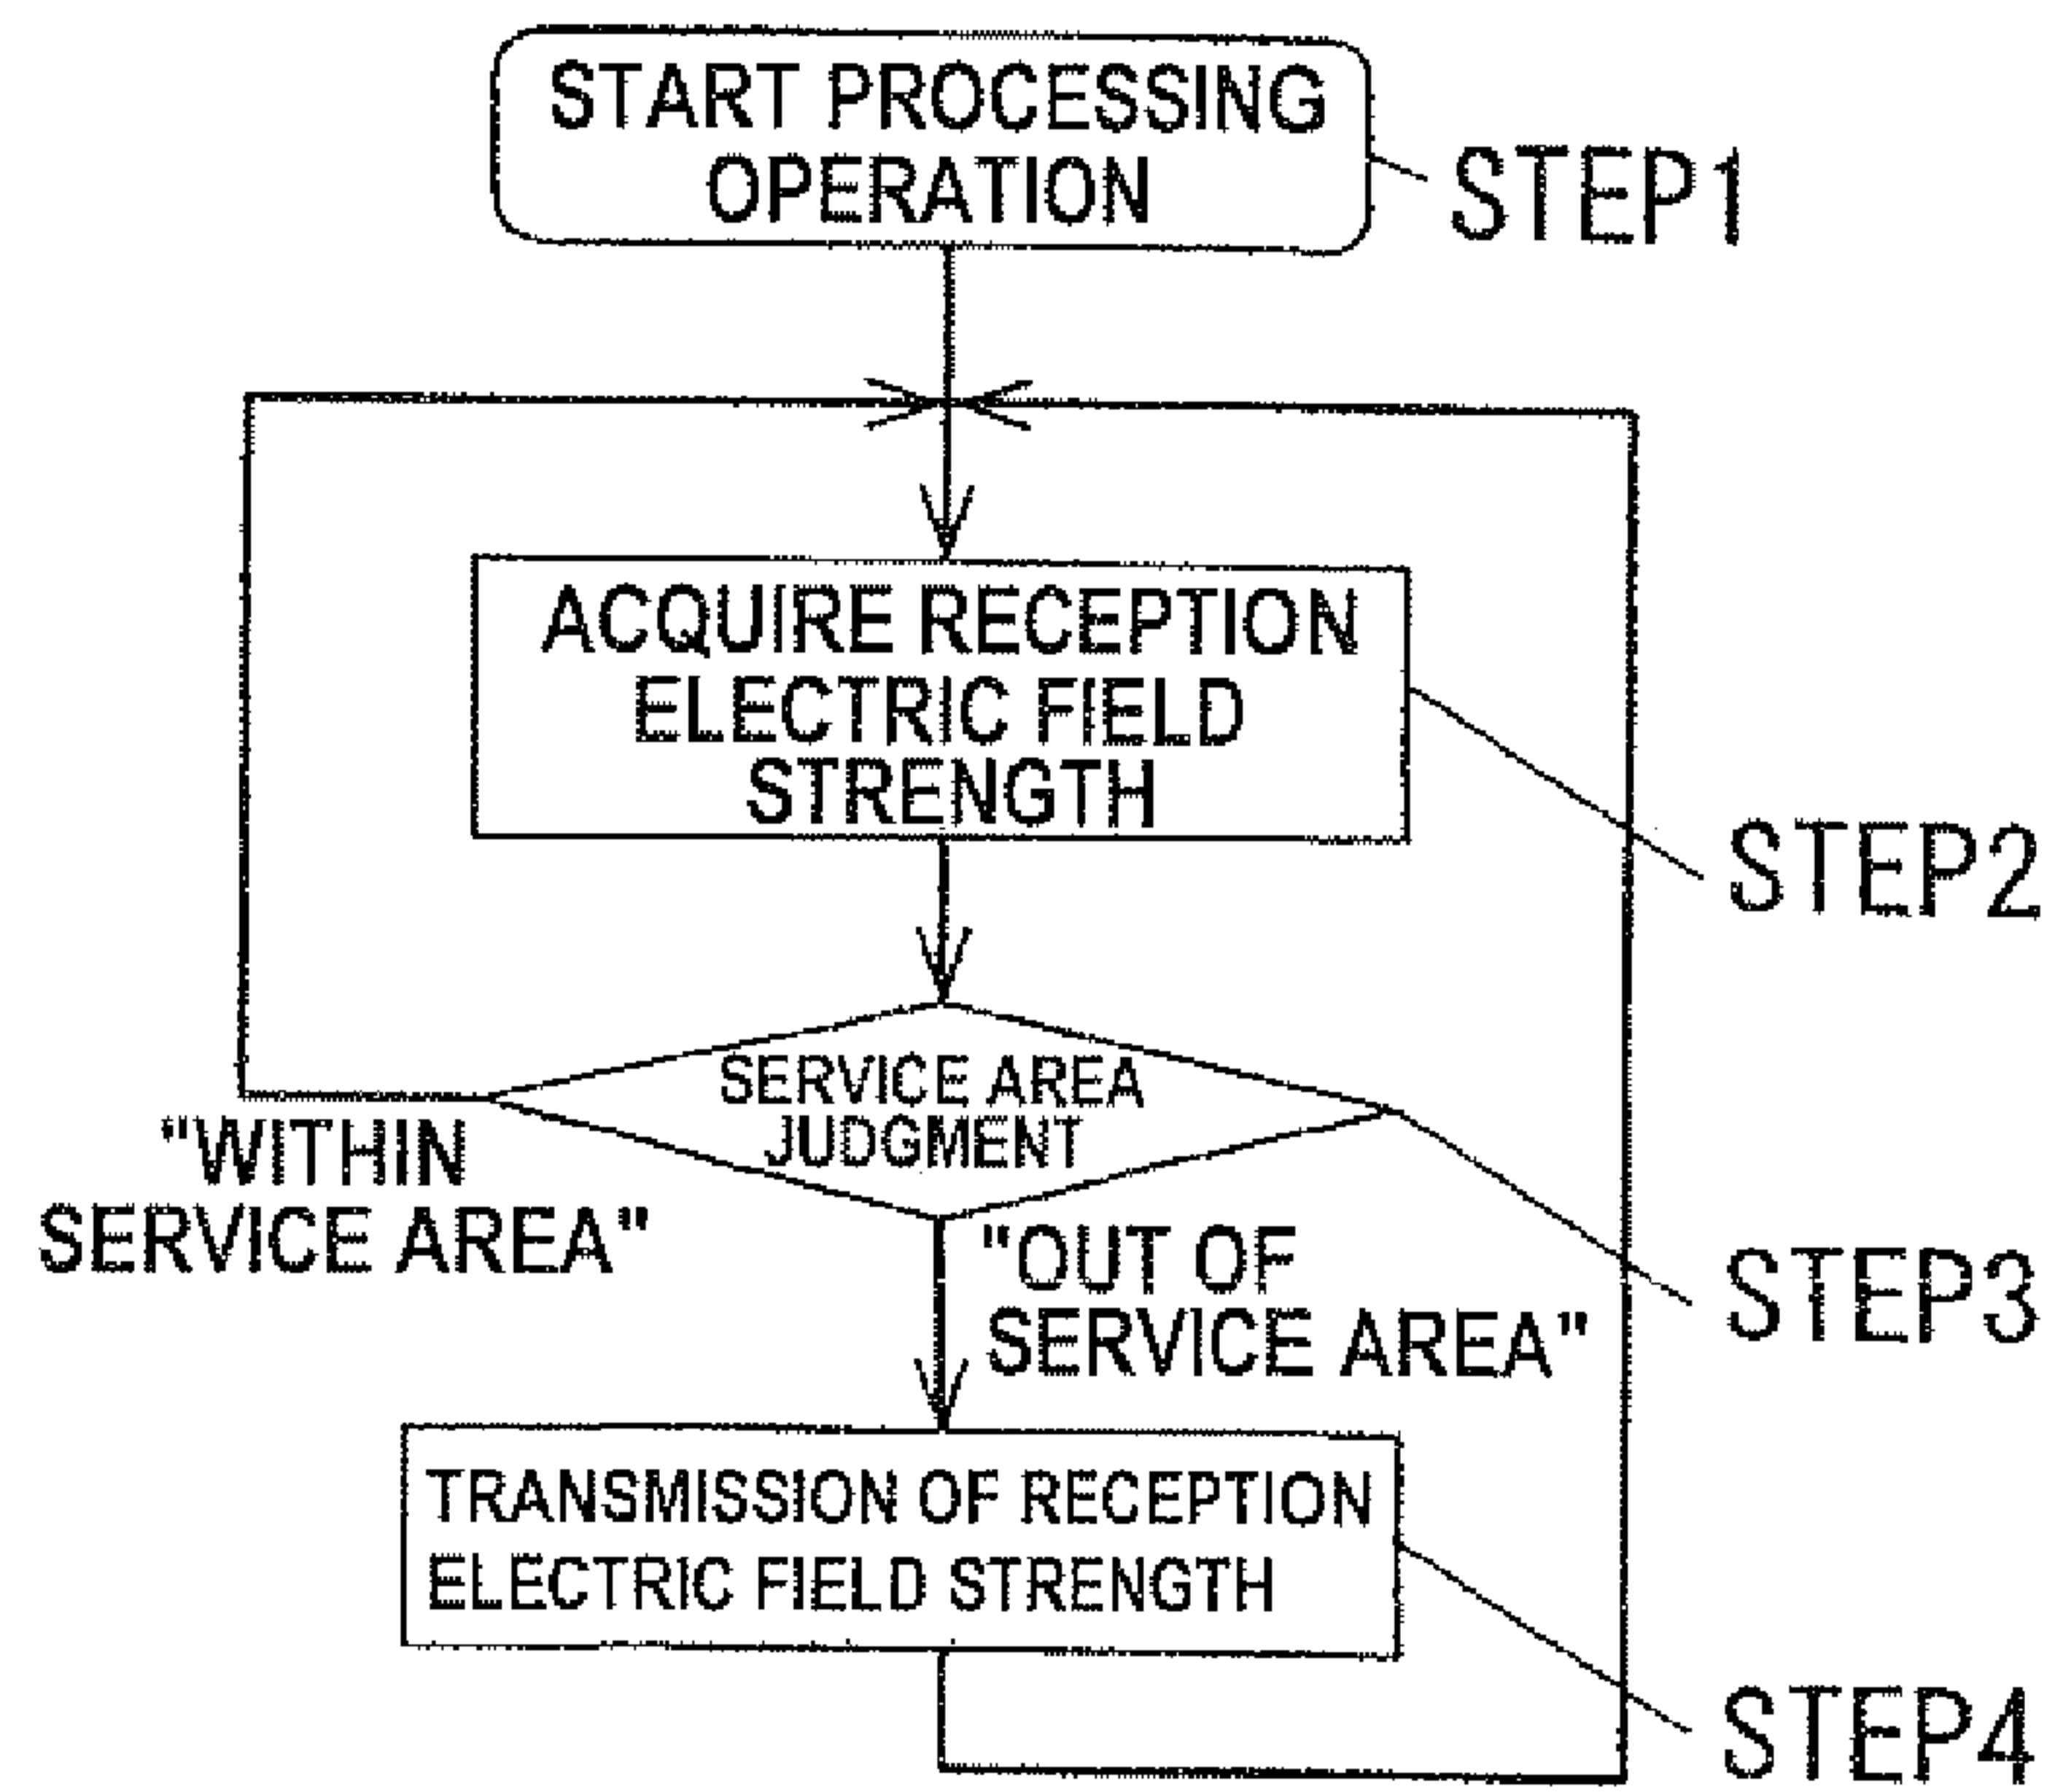 START PROCESSING
OPERATION
STEP1
ACQUIRE RECEPTION
ELECTRIC FIELD
STRENGTH
STEP2
SERVICE AREA
JUDGMENT
"WITHIN
SERVICE AREA"
"OUT OF
SERVICE AREA"
STEP3
TRANSMISSION OF RECEPTION
ELECTRIC FIELD STRENGTH
STEP4